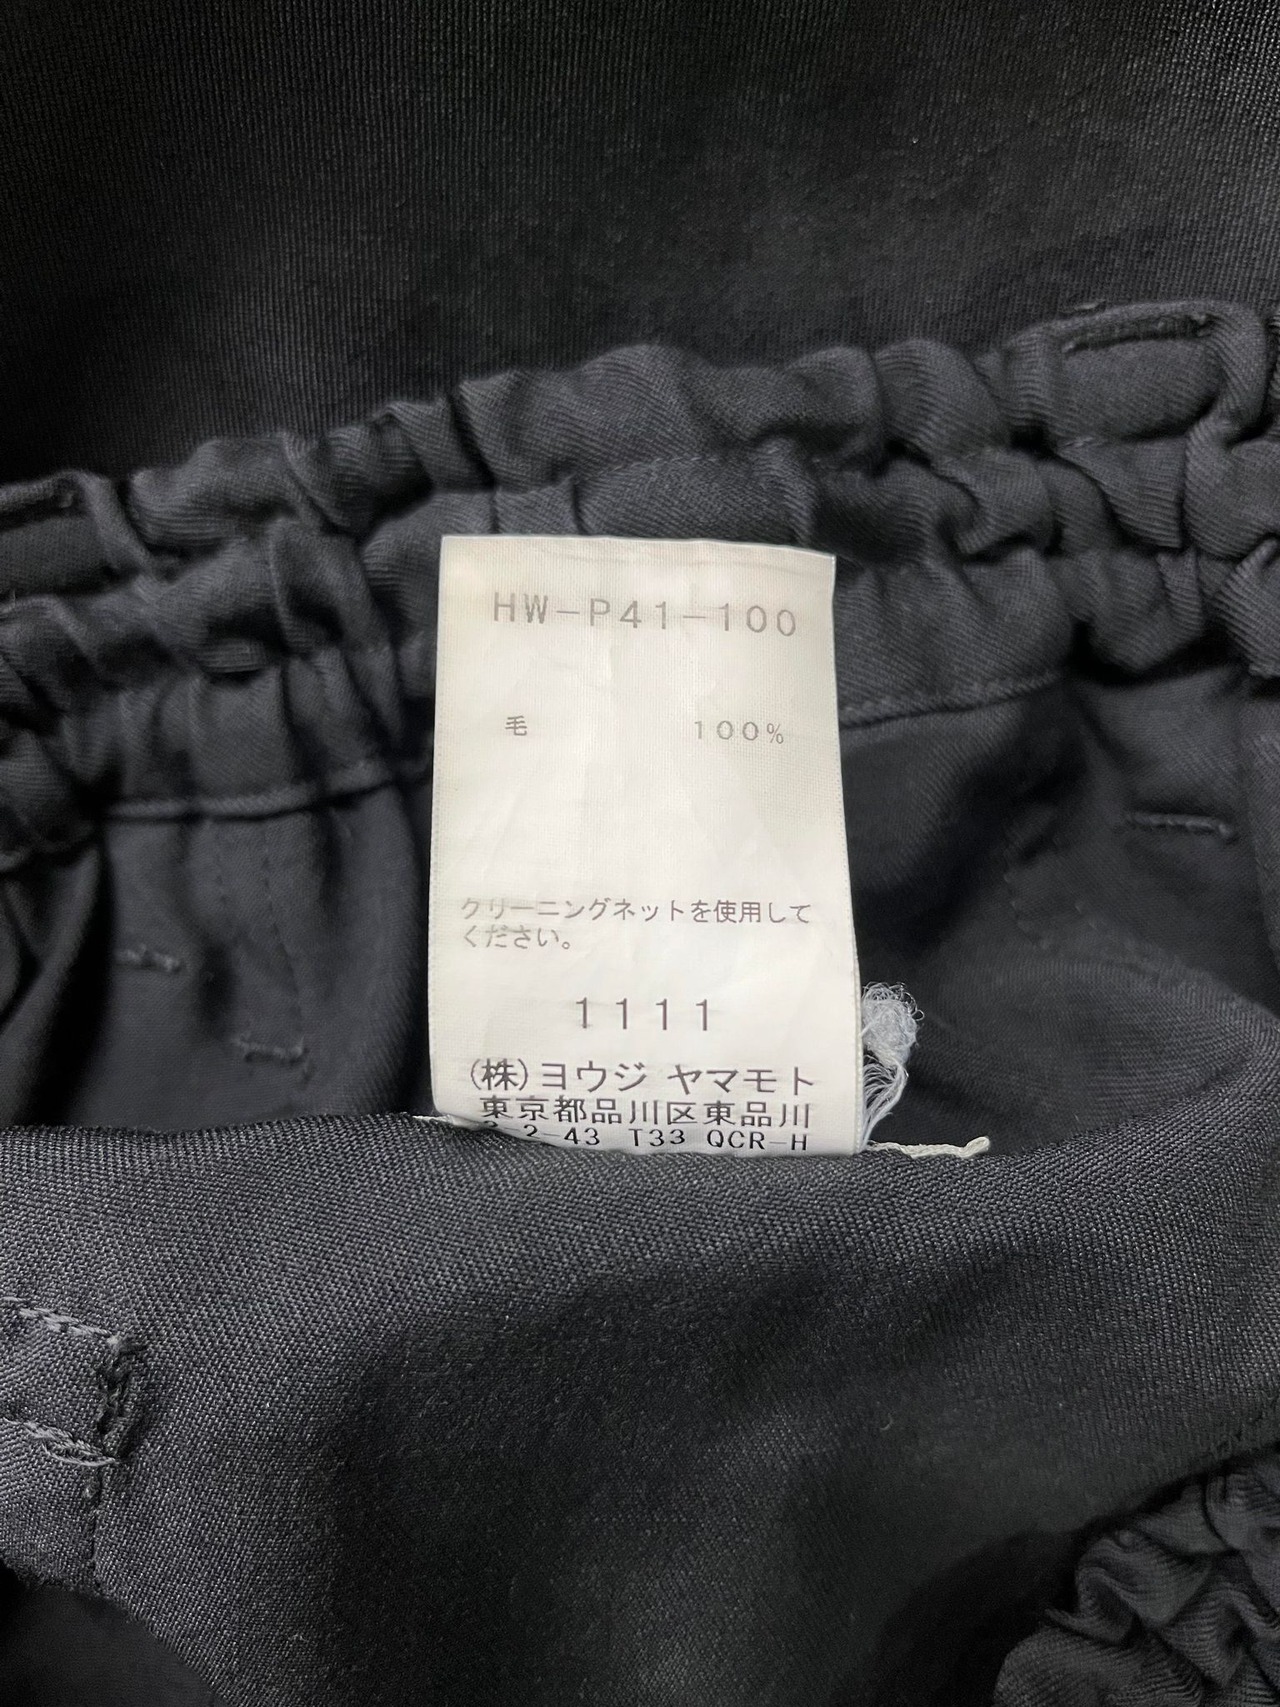 HW-P41-100
毛 100%
クリーニングネットを使用して
ください。
1111
(株)ヨウジ ヤマモト
東京都品川区東品川
2-43 T33 QCR-H